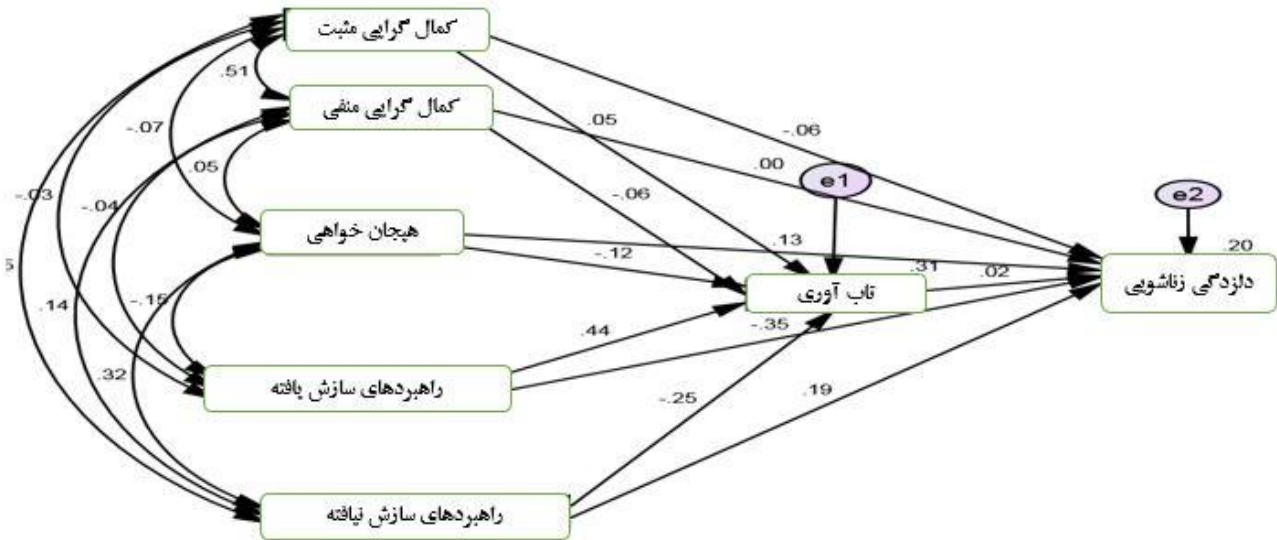 کمال گرایی مثبت
.51
کمال گرایی منفی
-.07
.05
-.06
.00
e1
e2
.05
-.03
-.04
-.06
هیجان خواهی
.13
-.12
.20
.31
.02
دلزدگی زناشویی
تاب آوری
.14
-.15
.44
-.35
.32
راهبردهای سازش یافته
-.25
.19
راهبردهای سازش نیافته